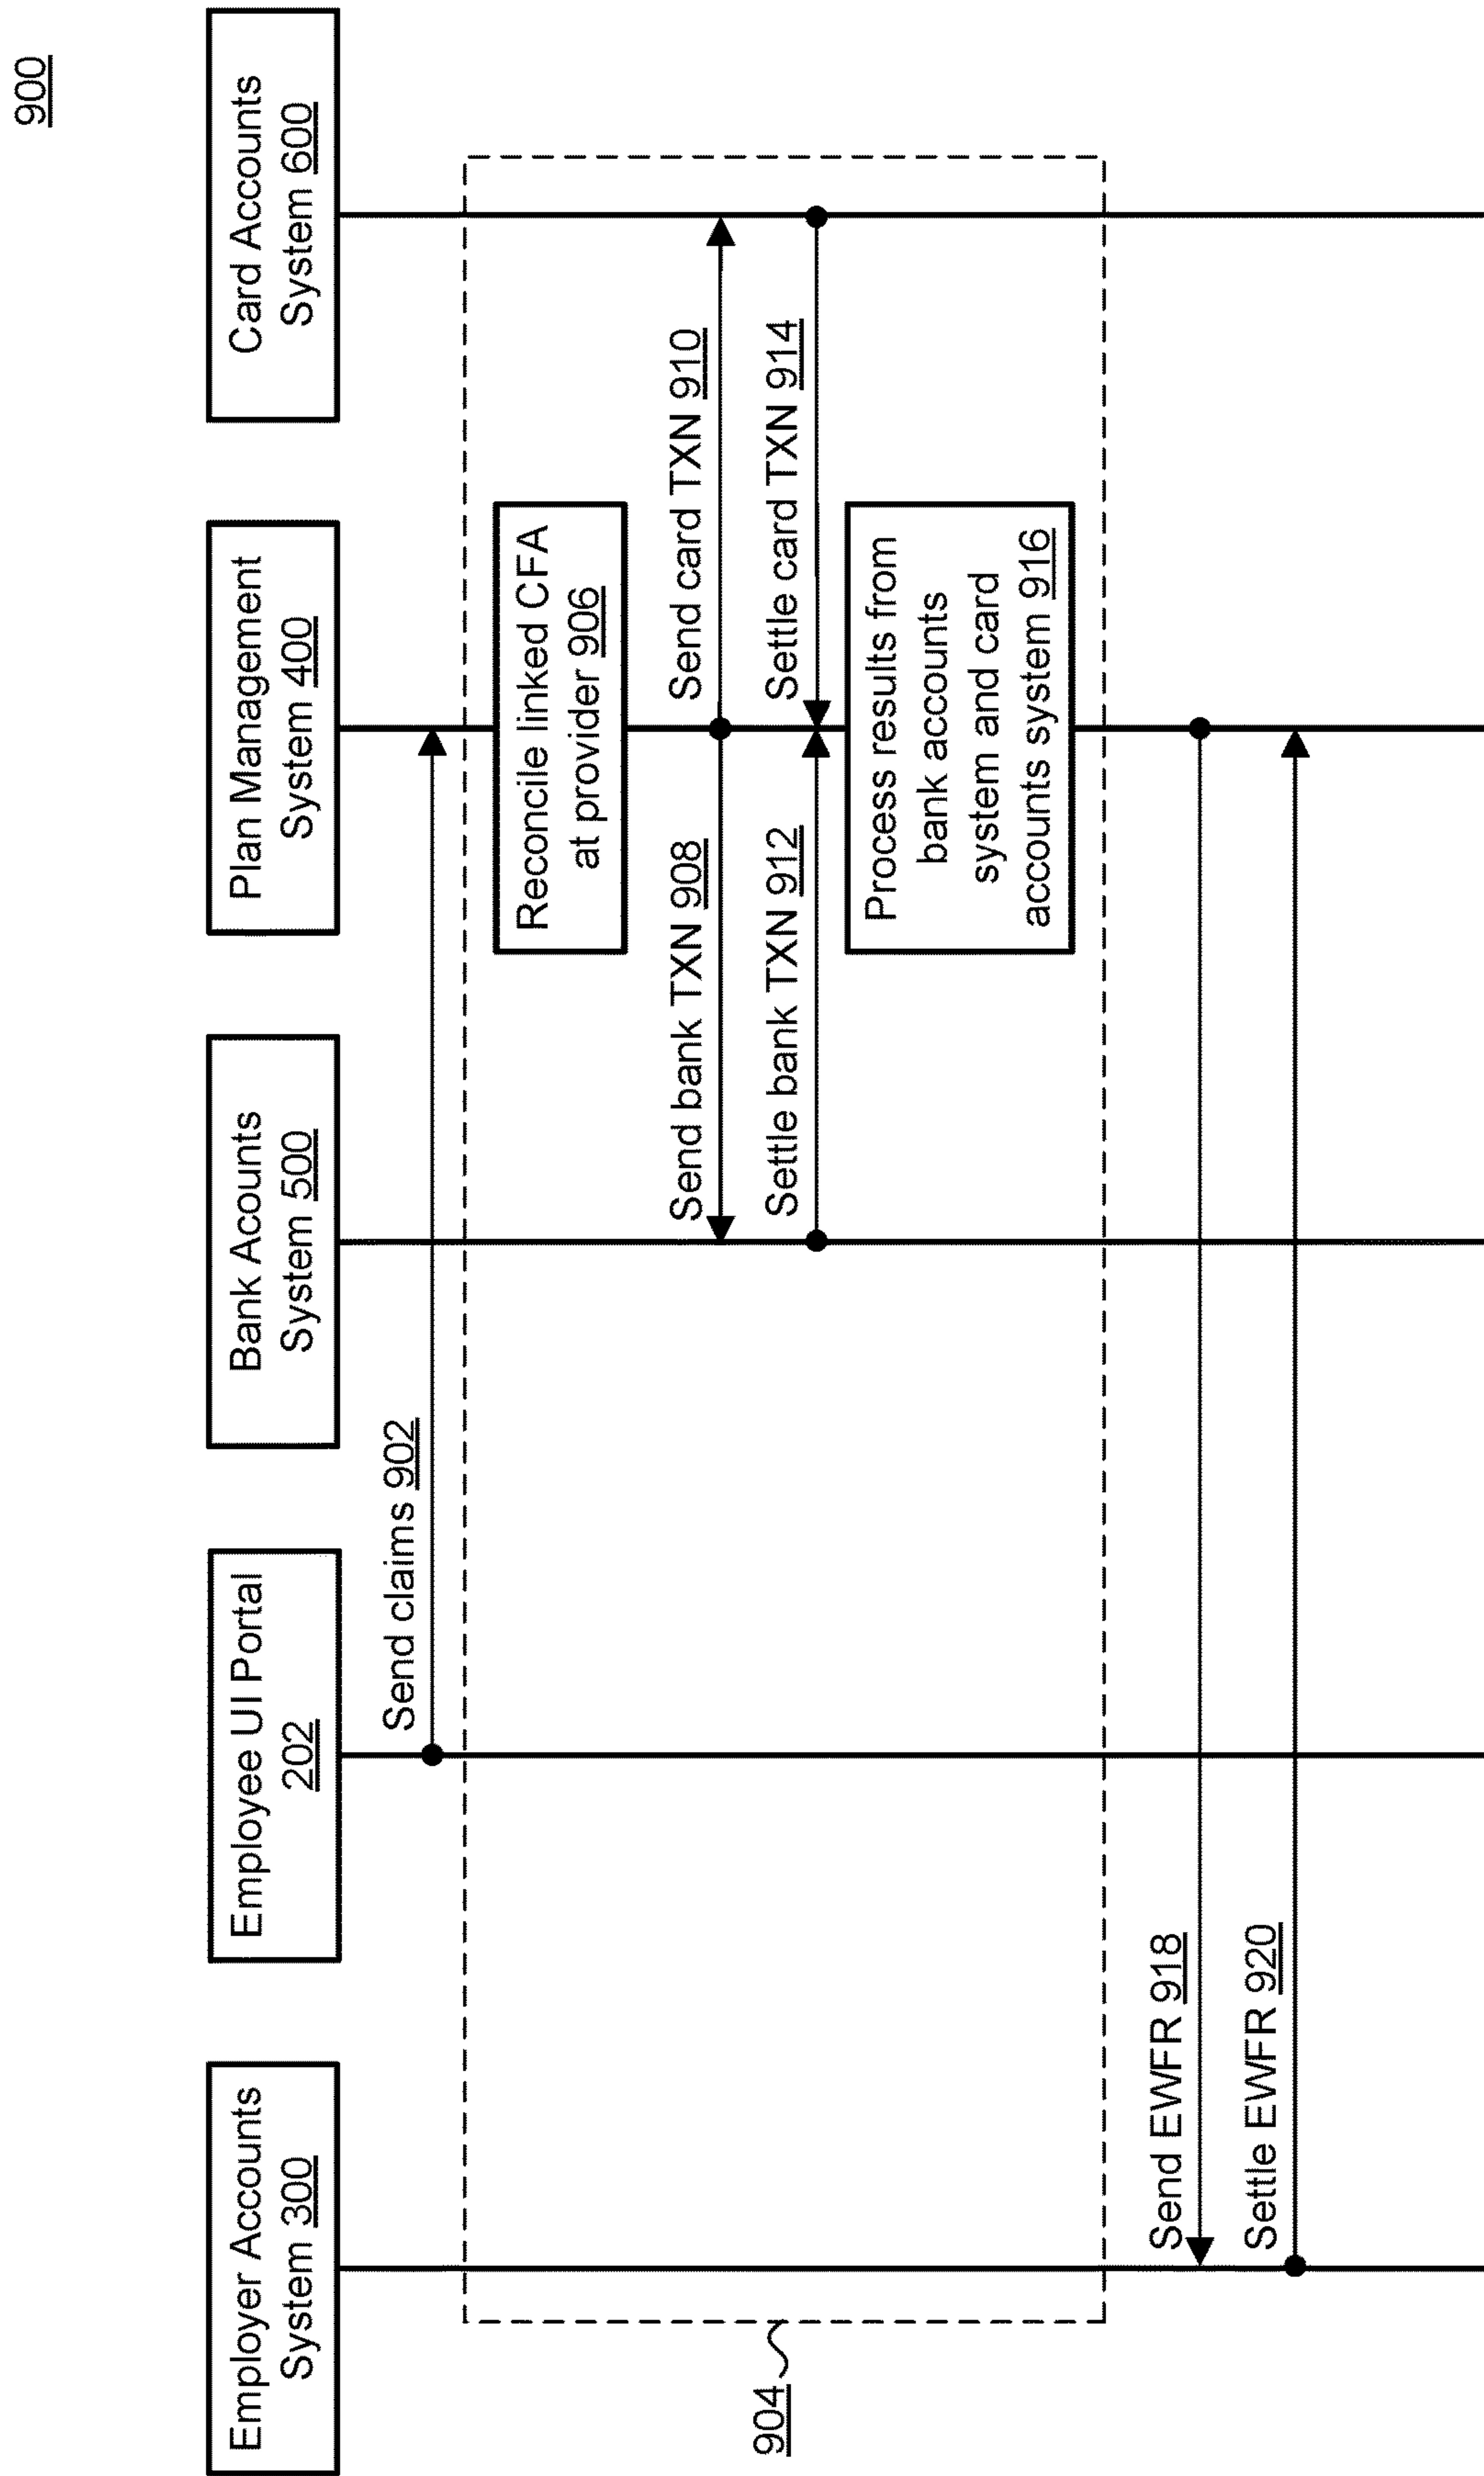 900
Employer Accounts
System 300
Employee UI Portal
202
Bank Acounts
System 500
Plan Management
System 400
Card Accounts
System 600
Send claims 902
904
Reconcile linked CFA
at provider 906
Send bank TXN 908
Send card TXN 910
Settle bank TXN 912
Settle card TXN 914
Process results from
bank accounts
system and card
accounts system 916
Send EWFR 918
Settle EWFR 920